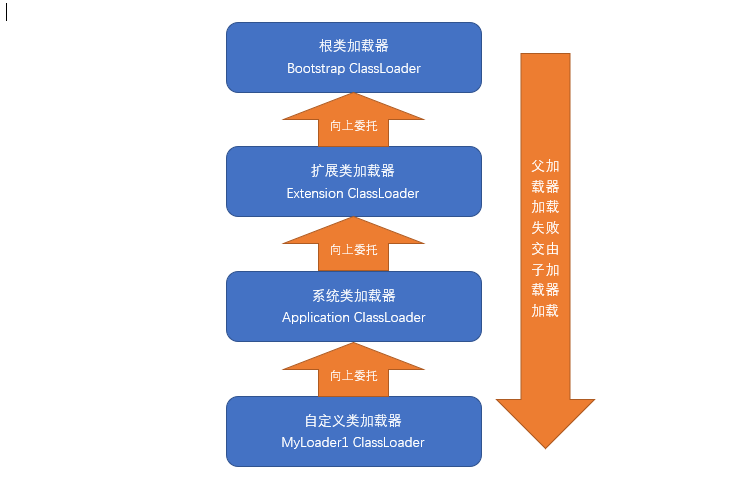 根类加载器
Bootstrap ClassLoader
向上委托
扩展类加载器
Extension ClassLoader
向上委托
系统类加载器
Application ClassLoader
向上委托
自定义类加载器
MyLoader1 ClassLoader
父加
载器
加载
失败
交由
子加
载器
加载